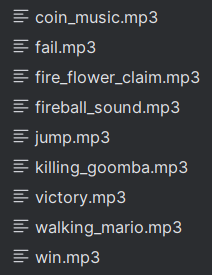 coin_music.mp3
fail.mp3
fire_flower_claim.mp3
fireball_sound.mp3
jump.mp3
killing_goomba.mp3
victory.mp3
walking_mario.mp3
win.mp3